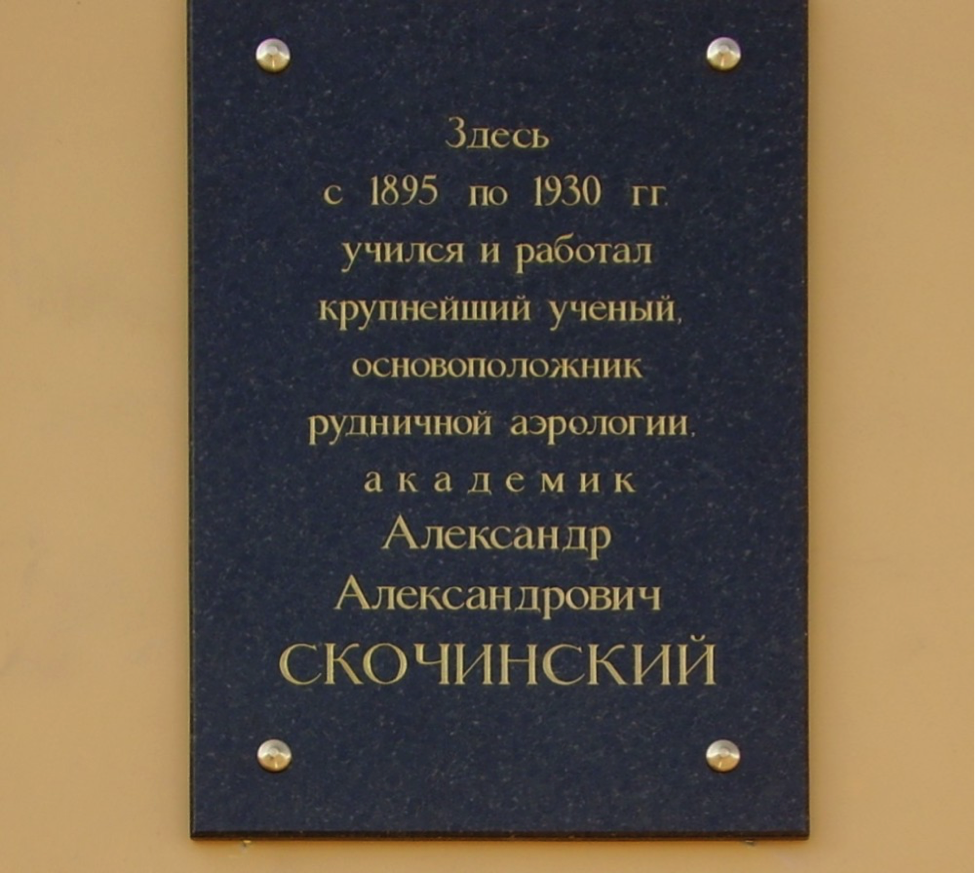 Здесь
с 1895 по 1930 гг.
учился и работал
крупнейший ученый,
основоположник
рудничной аэрологии,
академик
Александр
Александрович
СКОЧИНСКИЙ